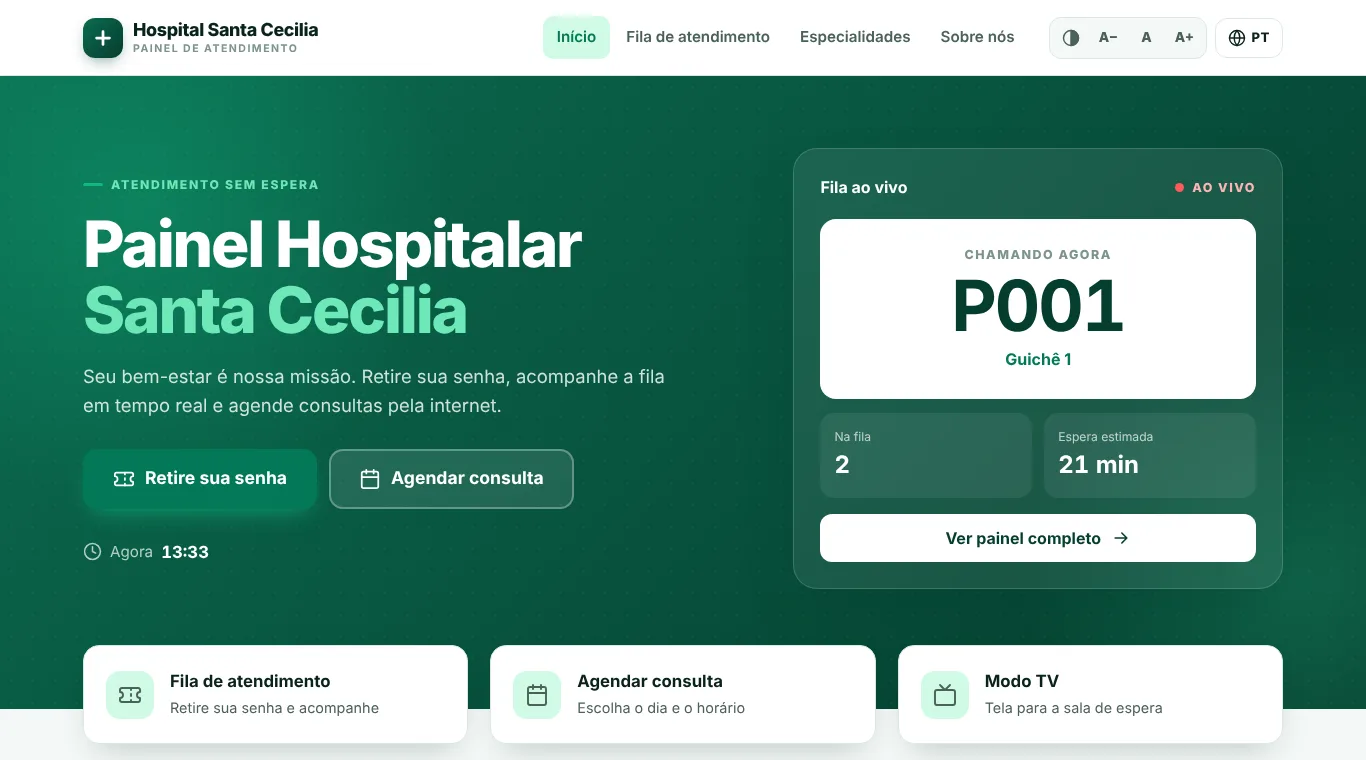 Hospital Santa Cecilia
PAINEL DE ATENDIMENTO
Início
Fila de atendimento
Especialidades
Sobre nós
A−
A
A+
PT
ATENDIMENTO SEM ESPERA
Painel Hospitalar
Santa Cecilia
Seu bem-estar é nossa missão. Retire sua senha, acompanhe a fila
em tempo real e agende consultas pela internet.
Retire sua senha
Agendar consulta
Agora 13:33
Fila ao vivo
AO VIVO
CHAMANDO AGORA
P001
Guichê 1
Na fila
2
Espera estimada
21 min
Ver painel completo →
Fila de atendimento
Retire sua senha e acompanhe
Agendar consulta
Escolha o dia e o horário
Modo TV
Tela para a sala de espera